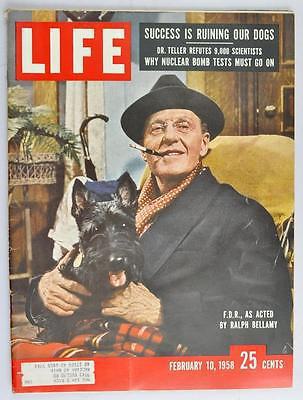 LIFE
SUCCESS IS RUINING OUR DOGS
DR. TELLER REFUTES 9,000 SCIENTISTS
WHY NUCLEAR BOMB TESTS MUST GO ON
F.D.R., AS ACTED
BY RALPH BELLAMY
FEBRUARY 10, 1958 25 CENTS